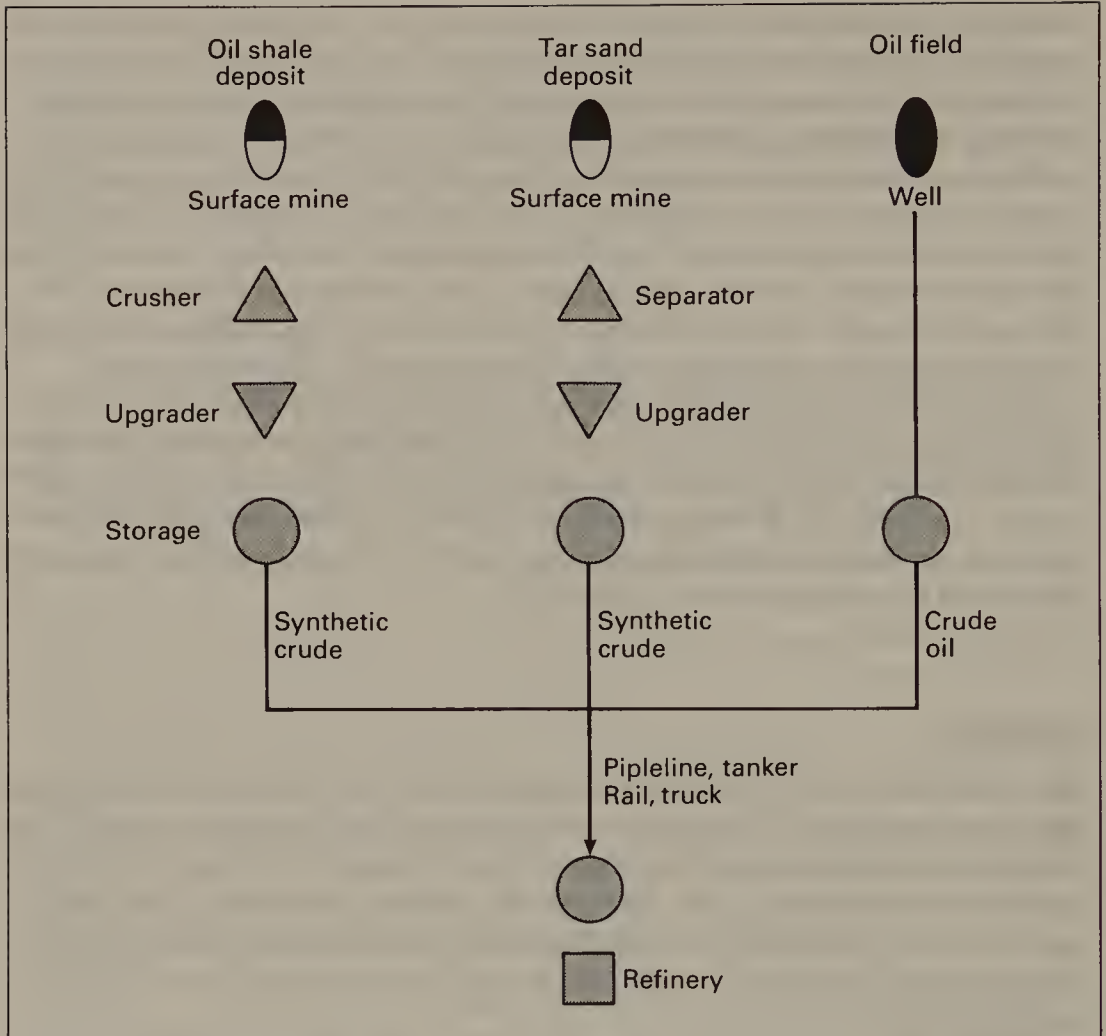 Oil shale
deposit
Tar sand
deposit
Oil field
Surface mine
Surface mine
Well
Crusher
Separator
Upgrader
Upgrader
Storage
Synthetic
crude
Synthetic
crude
Crude
oil
Pipleline, tanker
Rail, truck
Refinery